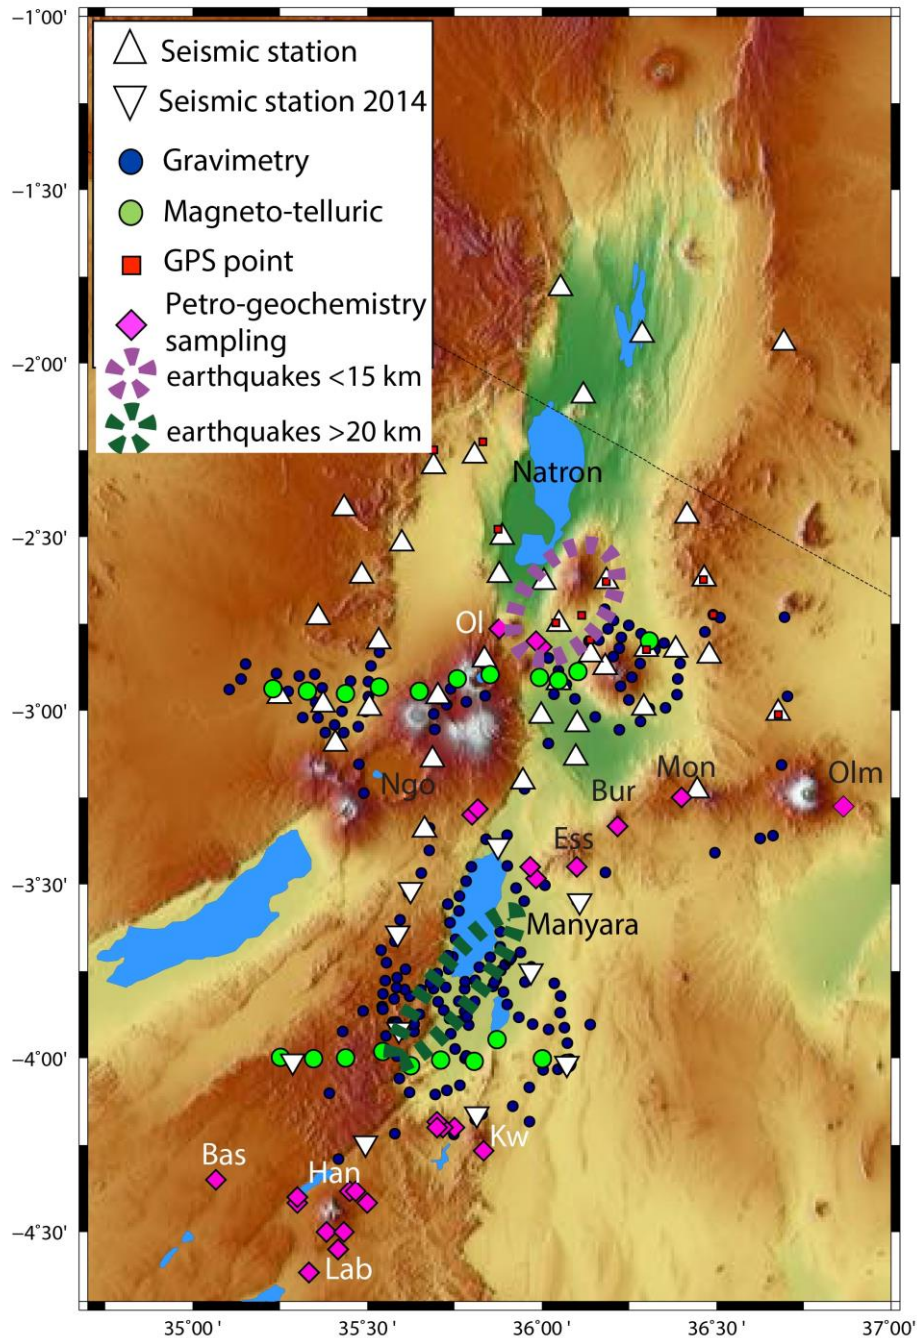 −1°00'
Seismic station
Seismic station 2014
Gravimetry
−1°30'
Magneto-telluric
GPS point
Petro-geochemistry
sampling
−2°00'
earthquakes <15 km
earthquakes >20 km
Natron
−2°30'
Ol
−3°00'
Ngo
Mon
Olm
Bur
Ess
−3°30'
Manyara
−4°00'
Kw
Bas
Han
−4°30'
Lab
35°00' 35°30' 36°00' 36°30' 37°00'